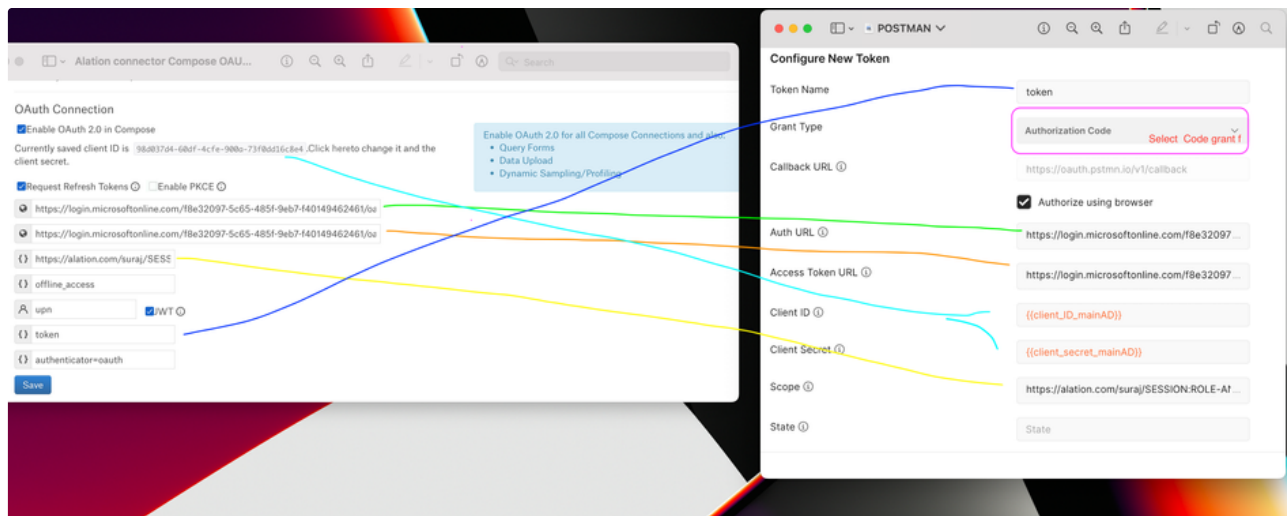 Alation connector Compose OAU...
Search
OAuth Connection
Enable OAuth 2.0 in Compose
Currently saved client ID is 98d037d4-60df-4cfe-900a-73f0dd16c8e4 .Click hereto change it and the
client secret.
Request Refresh Tokens Enable PKCE
https://login.microsoftonline.com/f8e32097-5c65-485f-9eb7-f40149462461/oa
https://login.microsoftonline.com/f8e32097-5c65-485f-9eb7-f40149462461/oa
https://alation.com/suraj/SESS
offline_access
upn JWT
token
authenticator=oauth
Save
Enable OAuth 2.0 for all Compose Connections and also:
• Query Forms
• Data Upload
• Dynamic Sampling/Profiling
POSTMAN
Configure New Token
Token Name token
Grant Type Authorization Code Select Code grant f
Callback URL https://oauth.pstmn.io/v1/callback
Authorize using browser
Auth URL https://login.microsoftonline.com/f8e32097...
Access Token URL https://login.microsoftonline.com/f8e32097...
Client ID {{client_ID_mainAD}}
Client Secret {{client_secret_mainAD}}
Scope https://alation.com/suraj/SESSION:ROLE-A...
State State